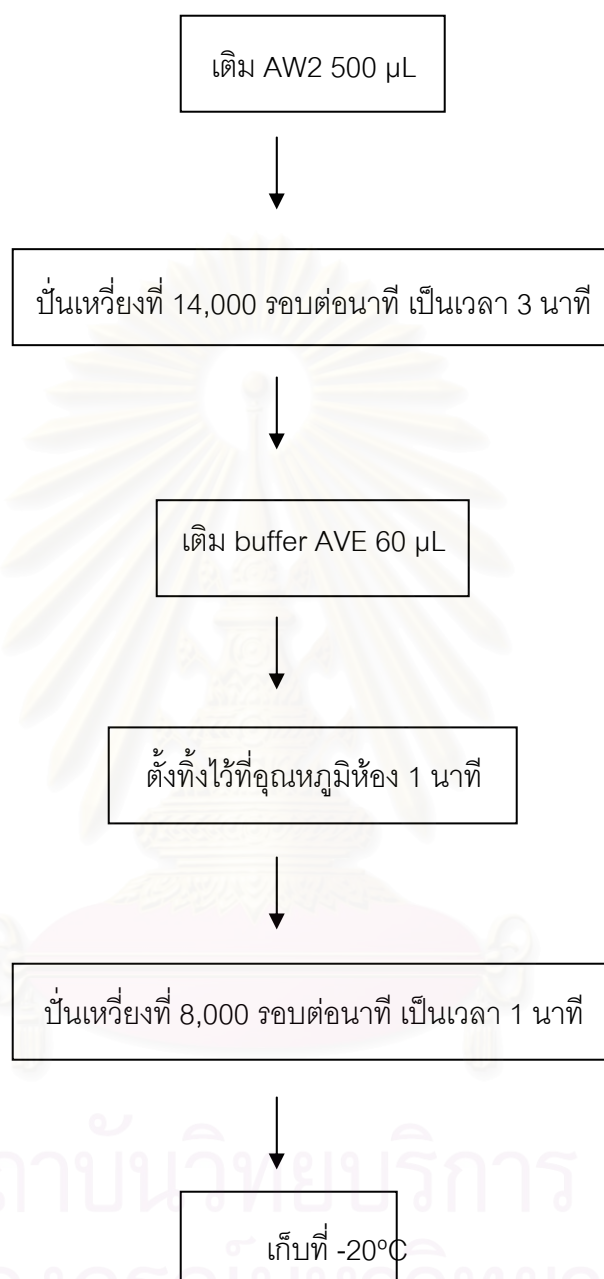 เติม AW2 500 µL
ปั่นเหวี่ยงที่ 14,000 รอบต่อนาที เป็นเวลา 3 นาที
เติม buffer AVE 60 µL
ตั้งทิ้งไว้ที่อุณหภูมิห้อง 1 นาที
ปั่นเหวี่ยงที่ 8,000 รอบต่อนาที เป็นเวลา 1 นาที
เก็บที่ -20ºC